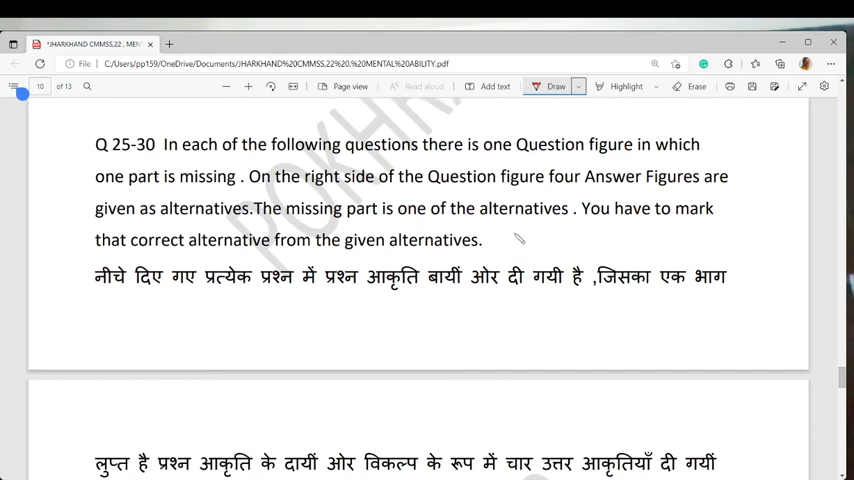 *JHARKHAND CMMSS,22 , MEN
File C:/Users/pp159/OneDrive/Documents/JHARKHAND%20CMMSS,22%20.%20MENTAL%20ABILITY.pdf
10 of 13 Page view Read aloud Add text Draw Highlight Erase
Q 25-30 In each of the following questions there is one Question figure in which
one part is missing . On the right side of the Question figure four Answer Figures are
given as alternatives.The missing part is one of the alternatives . You have to mark
that correct alternative from the given alternatives.
नीचे दिए गए प्रत्येक प्रश्न में प्रश्न आकृति बायीं ओर दी गयी है ,जिसका एक भाग
लुप्त है प्रश्न आकृति के दायीं ओर विकल्प के रूप में चार उत्तर आकृतियाँ दी गयीं